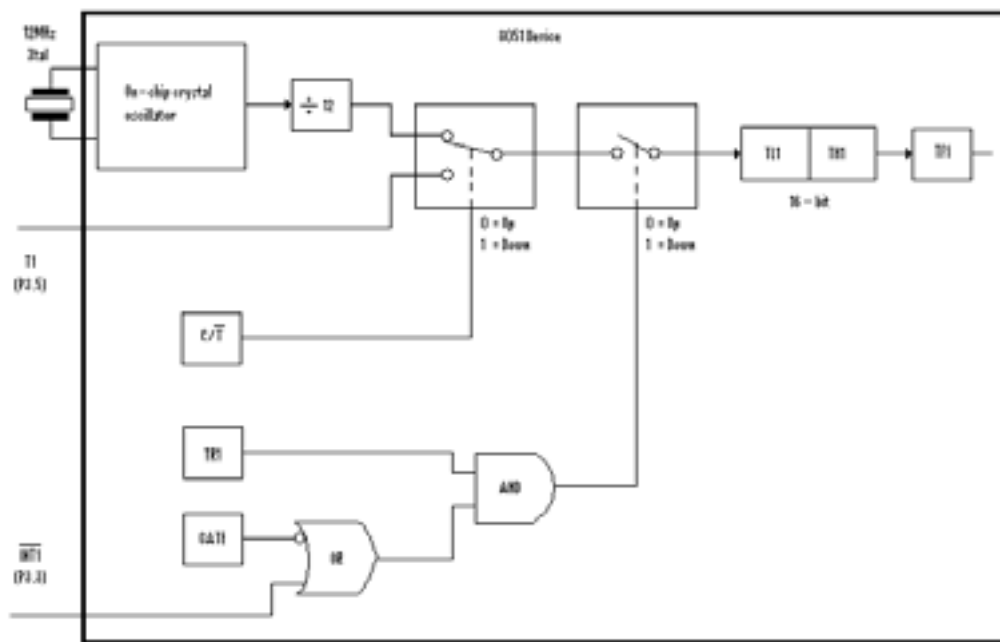 12MHz
Xtal
8051 Device
On-chip crystal
oscillator
÷ 12
TL1
TH1
TF1
16-bit
0 = Up
1 = Down
0 = Up
1 = Down
T1
(P3.5)
C/T̅
TR1
AND
GATE
OR
I̅N̅T̅1̅
(P3.3)